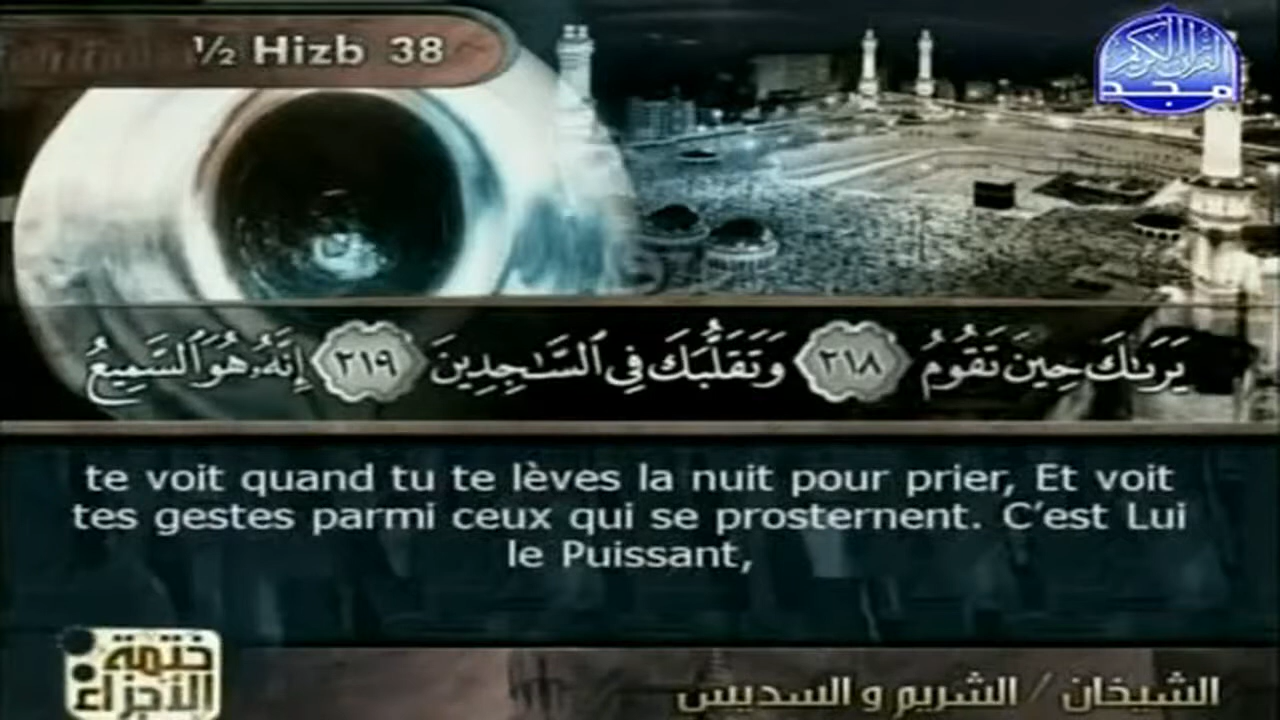 ½ Hizb 38
القرآن الكريم
مجد
يَرَىٰكَ حِينَ تَقُومُ ٢١٨ وَتَقَلُّبَكَ فِي ٱلسَّـٰجِدِينَ ٢١٩ إِنَّهُۥ هُوَ ٱلسَّمِيعُ
te voit quand tu te lèves la nuit pour prier, Et voit
tes gestes parmi ceux qui se prosternent. C’est Lui
le Puissant,
ختمة
الأجزاء
الشيخان / الشريم و السديس